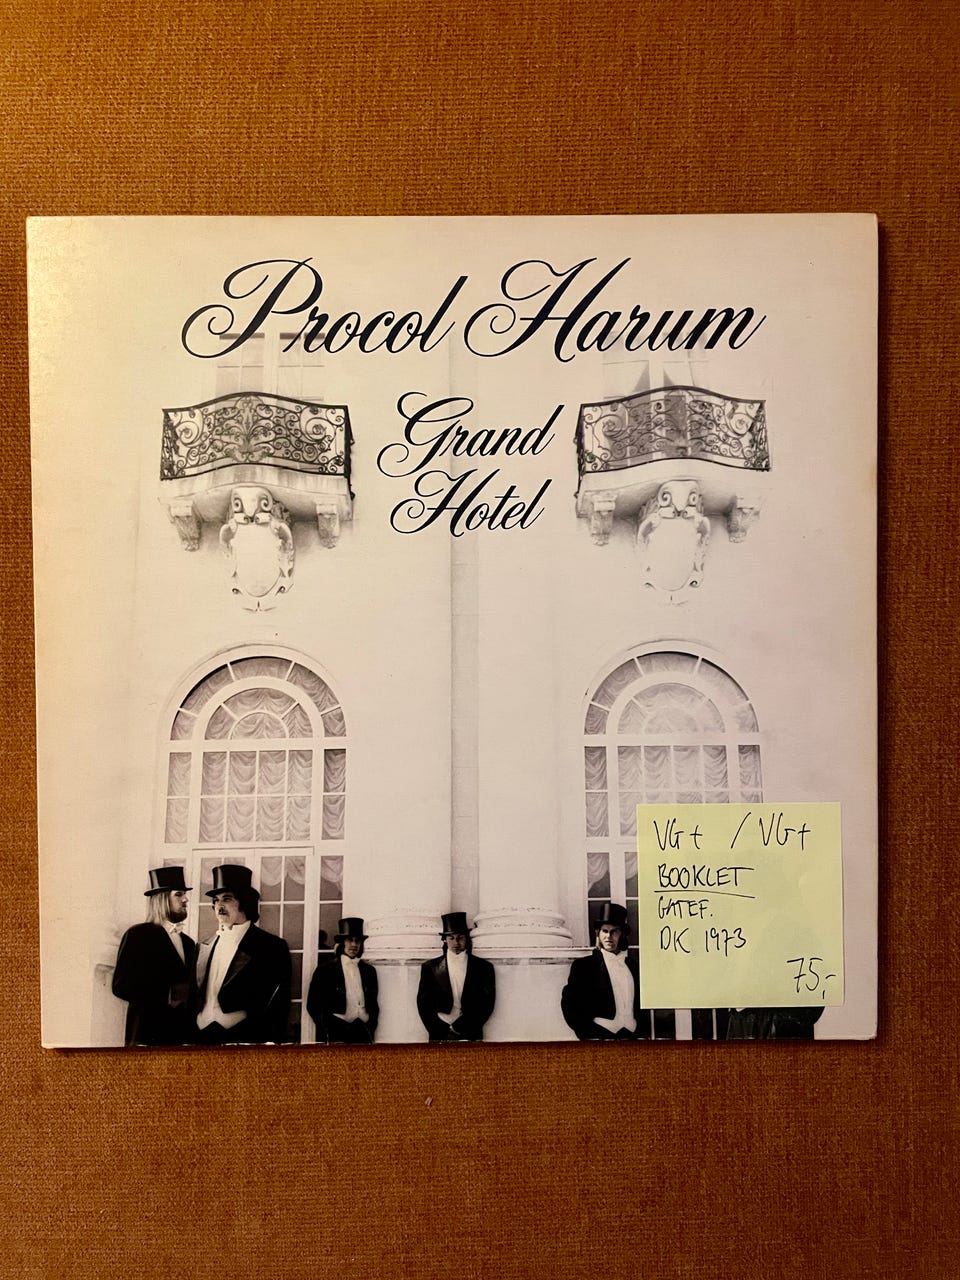 Procol Harum
Grand
Hotel
VG+ / VG+
BOOKLET
GATEF.
DK 1973
75,-